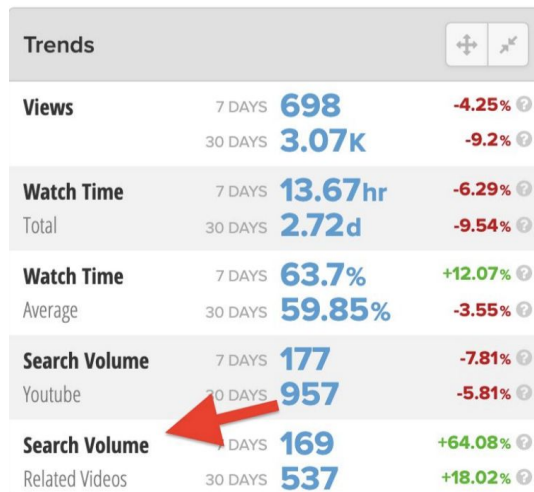 Trends
Views 7 DAYS 698 -4.25% ?
30 DAYS 3.07K -9.2% ?
Watch Time 7 DAYS 13.67hr -6.29% ?
Total 30 DAYS 2.72d -9.54% ?
Watch Time 7 DAYS 63.7% +12.07% ?
Average 30 DAYS 59.85% -3.55% ?
Search Volume 7 DAYS 177 -7.81% ?
Youtube 30 DAYS 957 -5.81% ?
Search Volume DAYS 169 +64.08% ?
Related Videos 30 DAYS 537 +18.02% ?